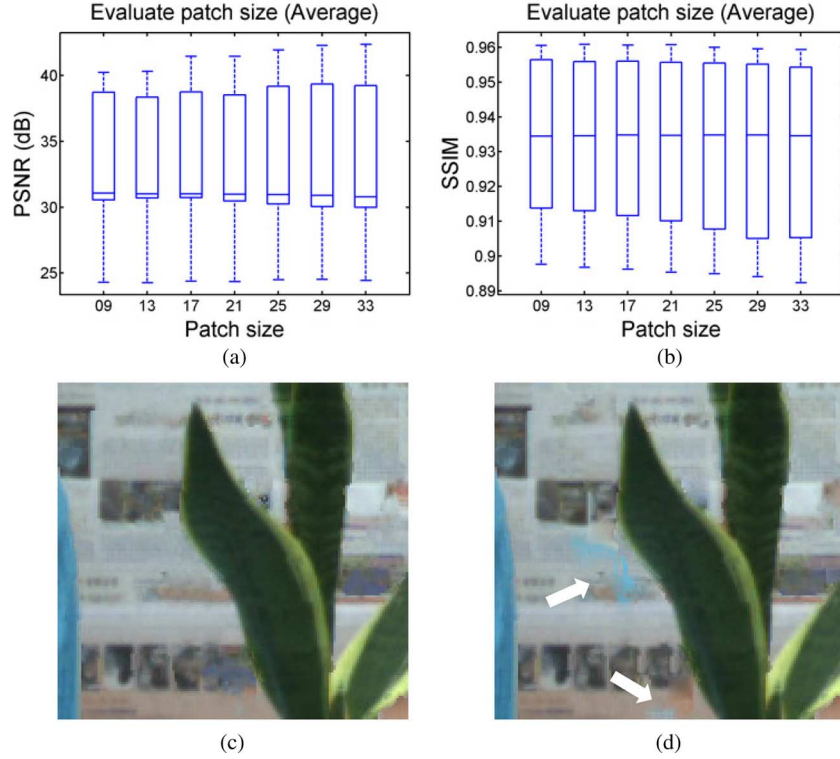 Evaluate patch size (Average)
PSNR (dB)
40
35
30
25
09 13 17 21 25 29 33
Patch size
(a)
Evaluate patch size (Average)
SSIM
0.96
0.95
0.94
0.93
0.92
0.91
0.9
0.89
09 13 17 21 25 29 33
Patch size
(b)
(c)
(d)